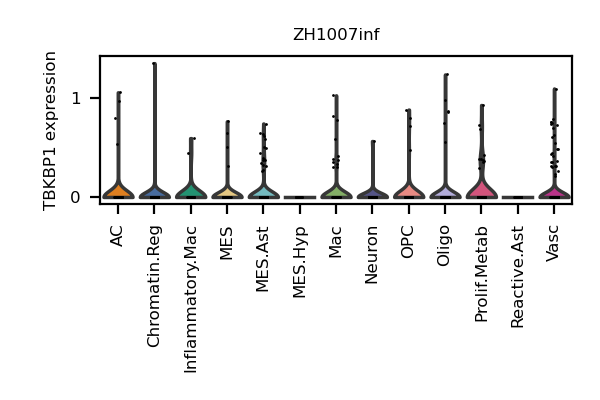 ZH1007inf
TBKBP1 expression
1
0
AC
Chromatin.Reg
Inflammatory.Mac
MES
MES.Ast
MES.Hyp
Mac
Neuron
OPC
Oligo
Prolif.Metab
Reactive.Ast
Vasc